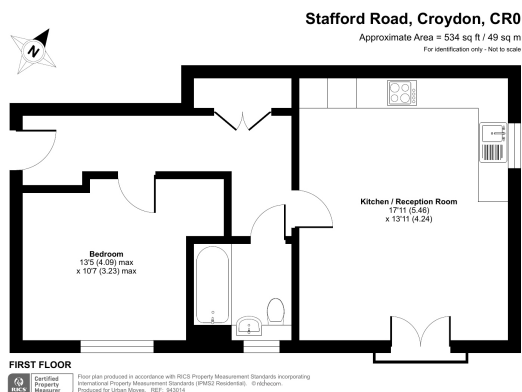 Stafford Road, Croydon, CR0
Approximate Area = 534 sq ft / 49 sq m
For identification only - Not to scale
N
Kitchen / Reception Room
17'11 (5.46)
x 13'11 (4.24)
Bedroom
13'5 (4.09) max
x 10'7 (3.23) max
FIRST FLOOR
RICS
Certified
Property
Measurer
Floor plan produced in accordance with RICS Property Measurement Standards incorporating
International Property Measurement Standards (IPMS2 Residential). © nichecom
Produced for Urban Moves. REF: 943014